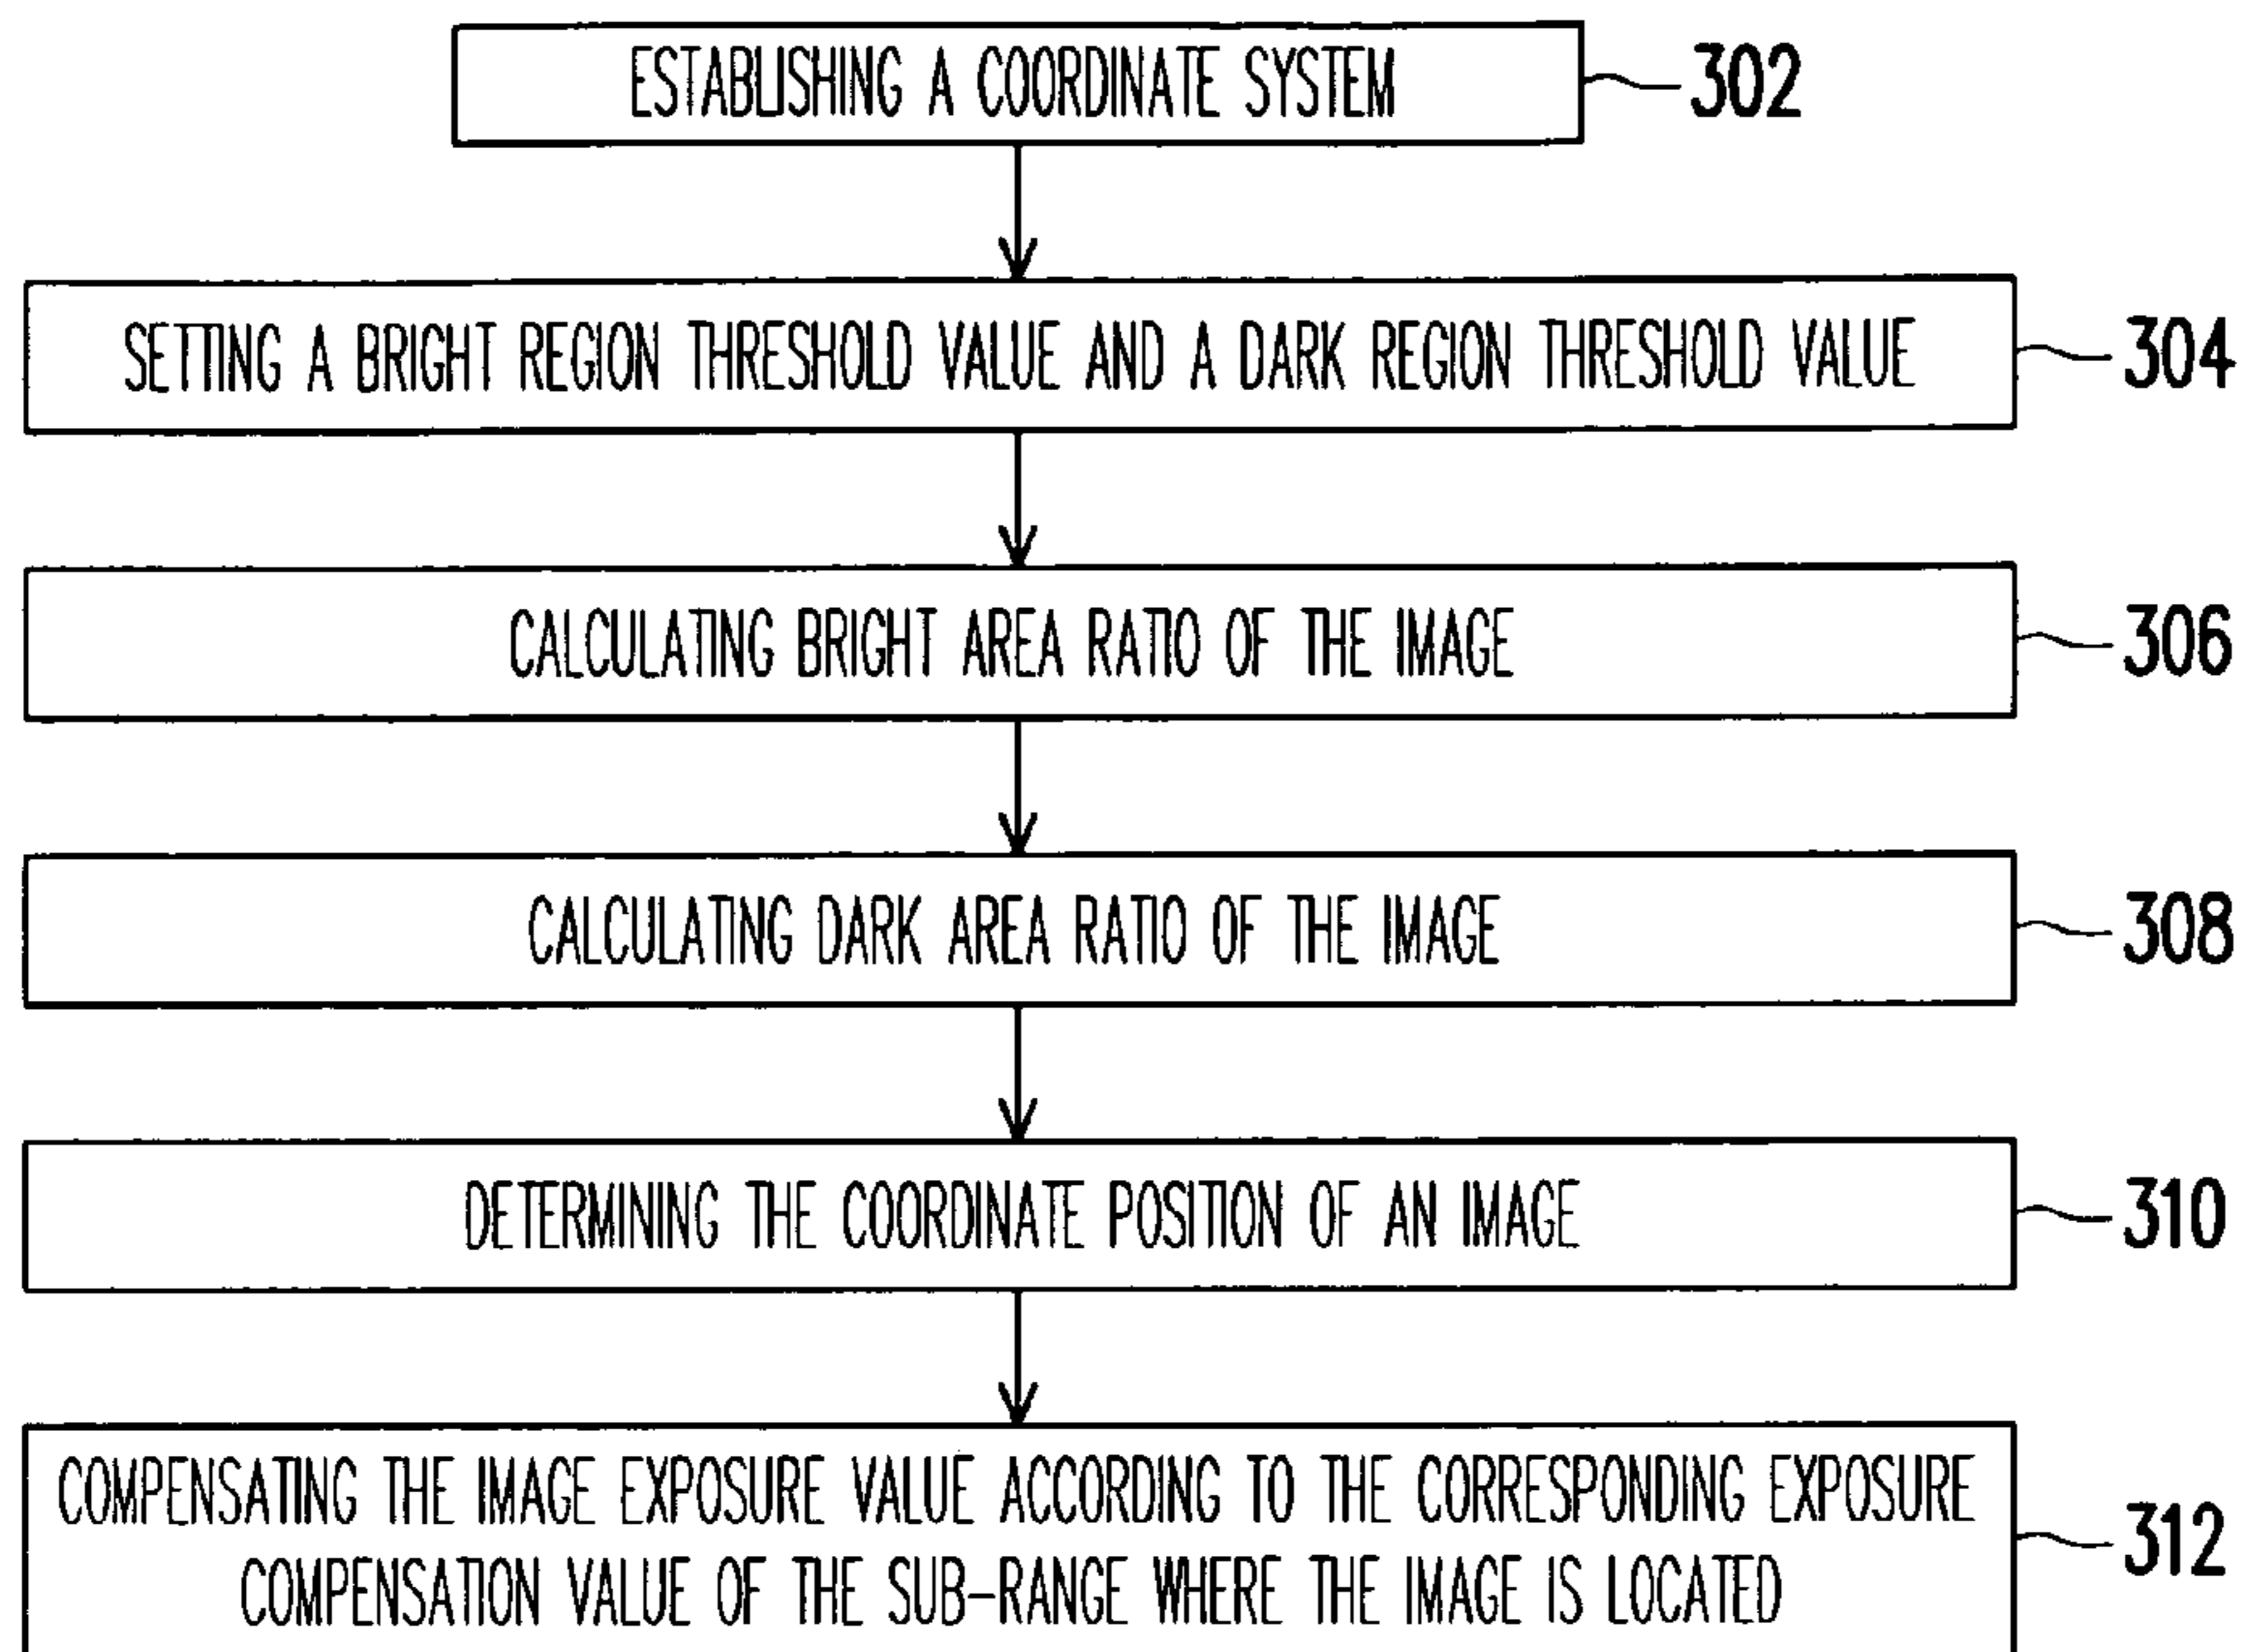 ESTABLISHING A COORDINATE SYSTEM
302
SETTING A BRIGHT REGION THRESHOLD VALUE AND A DARK REGION THRESHOLD VALUE
304
CALCULATING BRIGHT AREA RATIO OF THE IMAGE
306
CALCULATING DARK AREA RATIO OF THE IMAGE
308
DETERMINING THE COORDINATE POSITION OF AN IMAGE
310
COMPENSATING THE IMAGE EXPOSURE VALUE ACCORDING TO THE CORRESPONDING EXPOSURE
COMPENSATION VALUE OF THE SUB-RANGE WHERE THE IMAGE IS LOCATED
312